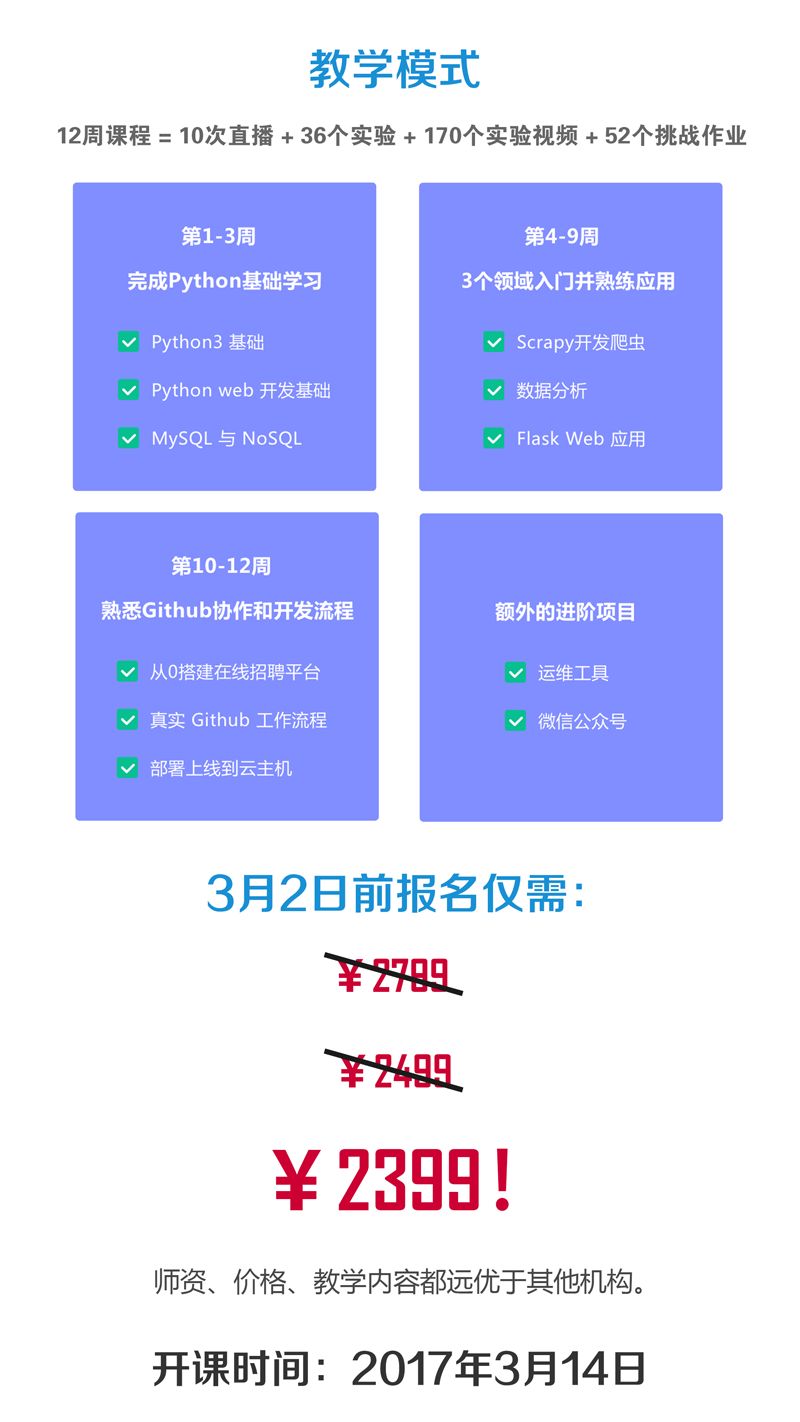 教学模式
12周课程 = 10次直播 + 36个实验 + 170个实验视频 + 52个挑战作业
第1-3周
完成Python基础学习
Python3 基础
Python web 开发基础
MySQL 与 NoSQL
第4-9周
3个领域入门并熟练应用
Scrapy开发爬虫
数据分析
Flask Web 应用
第10-12周
熟悉Github协作和开发流程
从0搭建在线招聘平台
真实 Github 工作流程
部署上线到云主机
额外的进阶项目
运维工具
微信公众号
3月2日前报名仅需：
¥ 2789
¥ 2499
¥ 2399！
师资、价格、教学内容都远优于其他机构。
开课时间：2017年3月14日